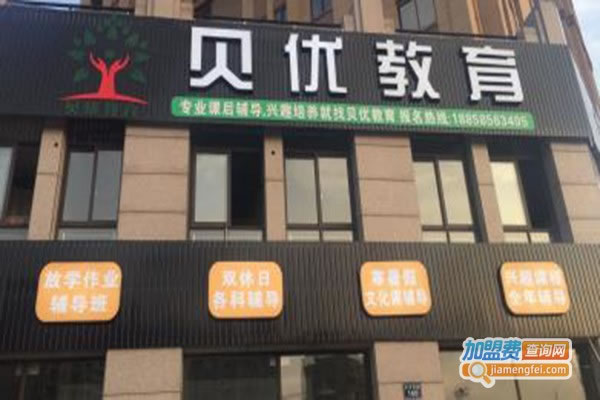 贝优教育
专业课后辅导,兴趣培养就找贝优教育 报名热线:18858563495
放学作业
辅导班
双休日
各科辅导
寒暑假
文化课辅导
兴趣课程
全年辅导
加盟费查询网
jiamengfei.com